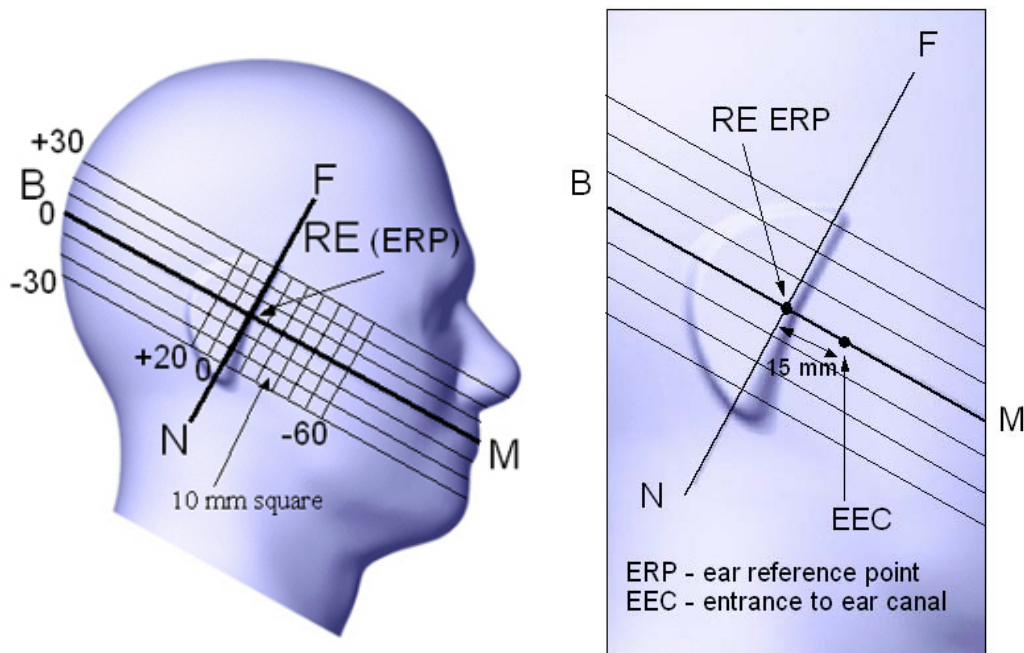 +30
B
0
-30
F
RE (ERP)
+20
0
N
-60
M
10 mm square
F
RE ERP
B
15 mm
M
N
EEC
ERP - ear reference point
EEC - entrance to ear canal